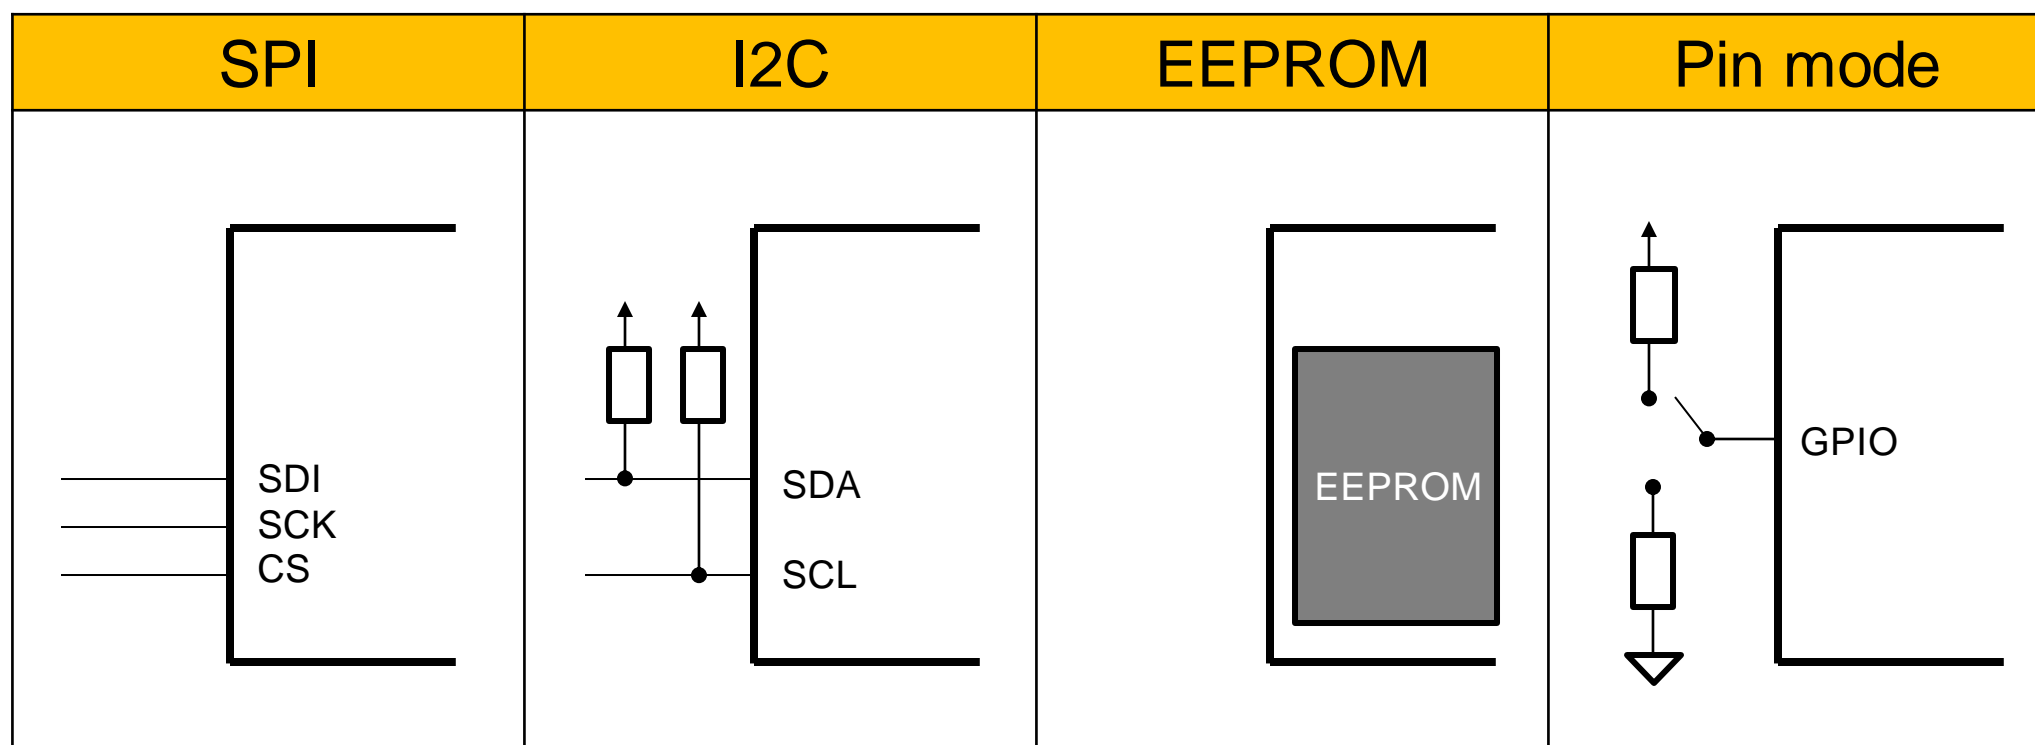 SPI
I2C
EEPROM
Pin mode
SDI
SCK
CS
SDA
SCL
EEPROM
GPIO